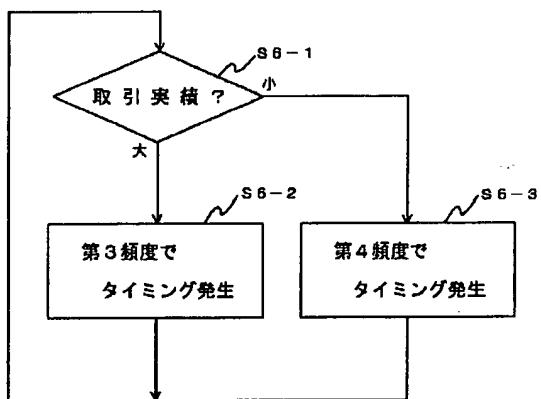 S6-1
取引実績?
小
大
S6-2
第3頻度で
タイミング発生
S6-3
第4頻度で
タイミング発生